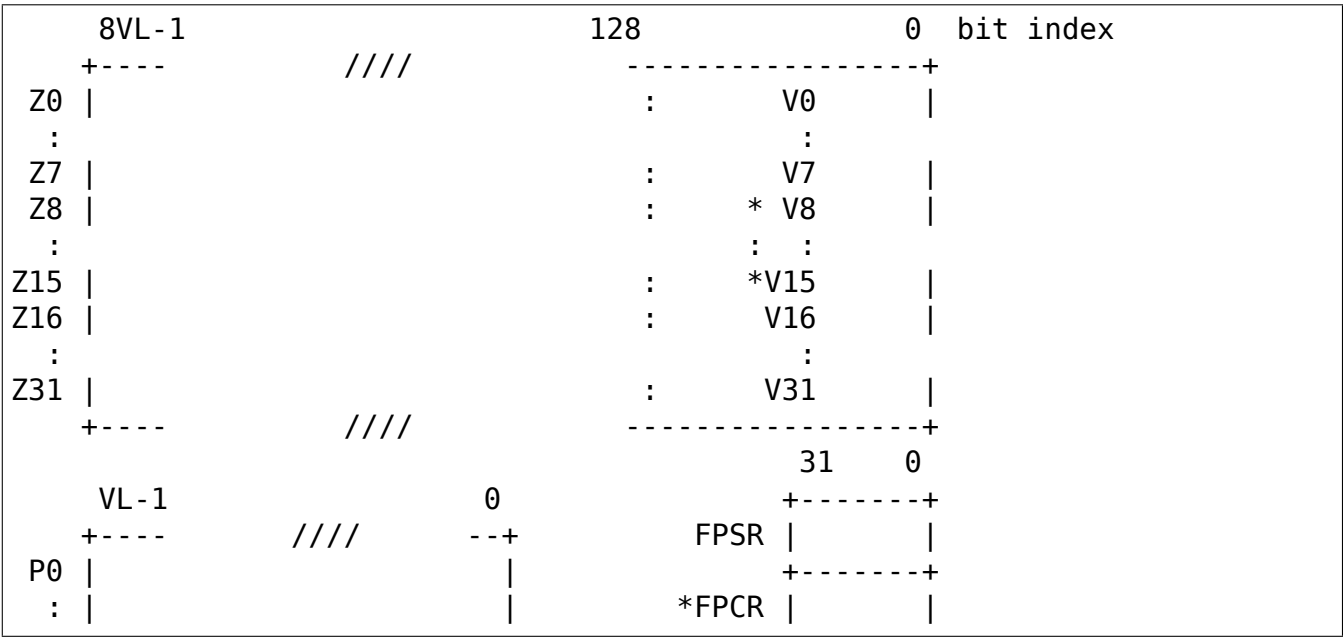 8VL-1                       128               0  bit index
    +----          ////            -----------------+
 Z0 |                               :       V0      |
  :                                          :
 Z7 |                               :       V7      |
 Z8 |                               :     * V8      |
  :                                       :  :
Z15 |                               :     *V15      |
Z16 |                               :      V16      |
  :                                          :
Z31 |                               :      V31      |
    +----          ////            -----------------+
                                             31    0
     VL-1                  0                +-------+
    +----       ////      --+          FPSR |       |
 P0 |                       |               +-------+
  : |                       |         *FPCR |       |